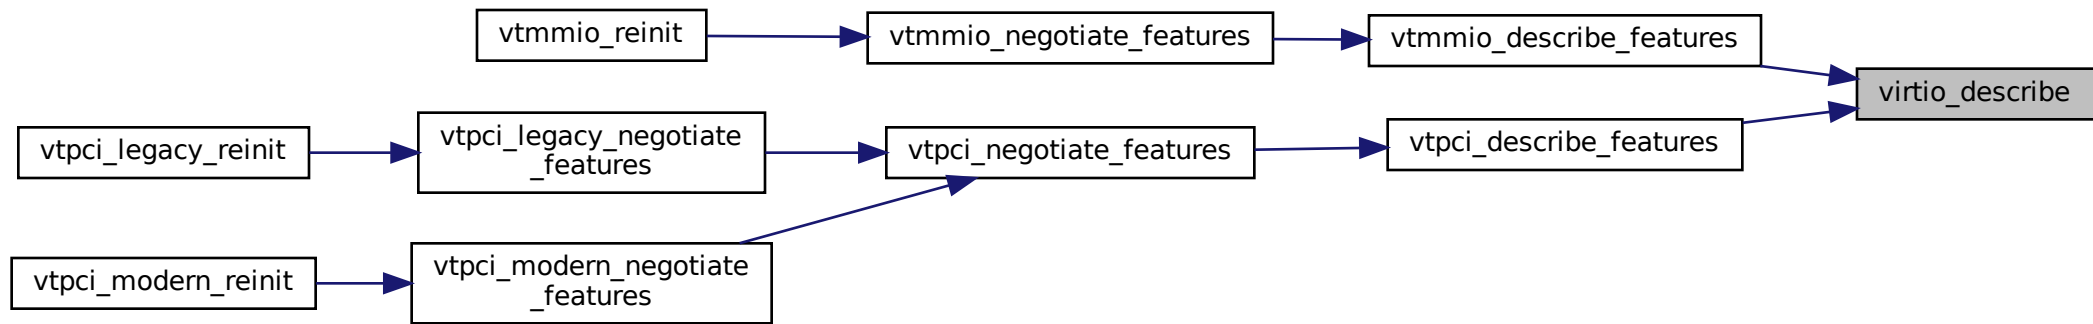 vtmmio_reinit
vtmmio_negotiate_features
vtmmio_describe_features
virtio_describe
vtpci_legacy_reinit
vtpci_legacy_negotiate
_features
vtpci_negotiate_features
vtpci_describe_features
vtpci_modern_reinit
vtpci_modern_negotiate
_features